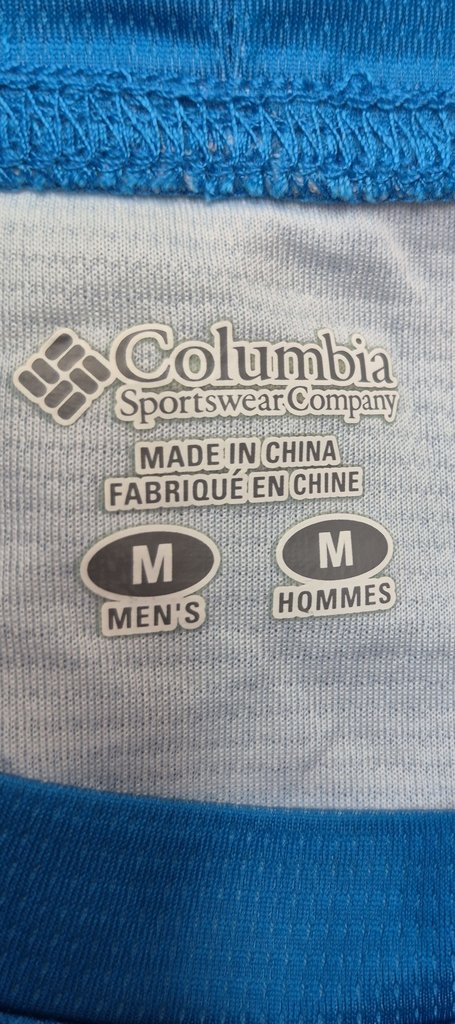 Columbia
Sportswear Company
MADE IN CHINA
FABRIQUÉ EN CHINE
M M
MEN'S HOMMES